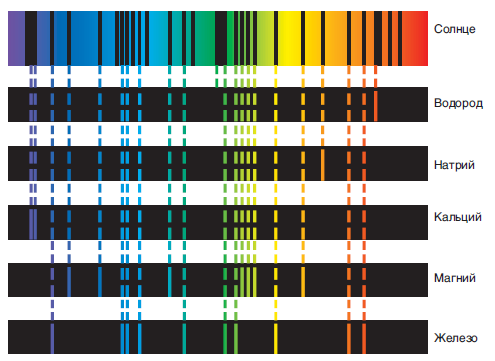 Солнце
Водород
Натрий
Кальций
Магний
Железо